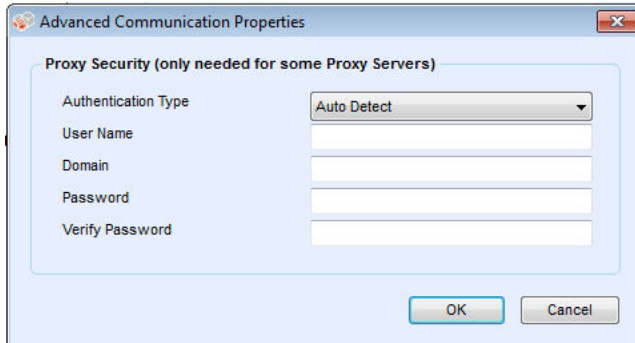 Advanced Communication Properties
Proxy Security (only needed for some Proxy Servers)
Authentication Type Auto Detect
User Name
Domain
Password
Verify Password
OK Cancel